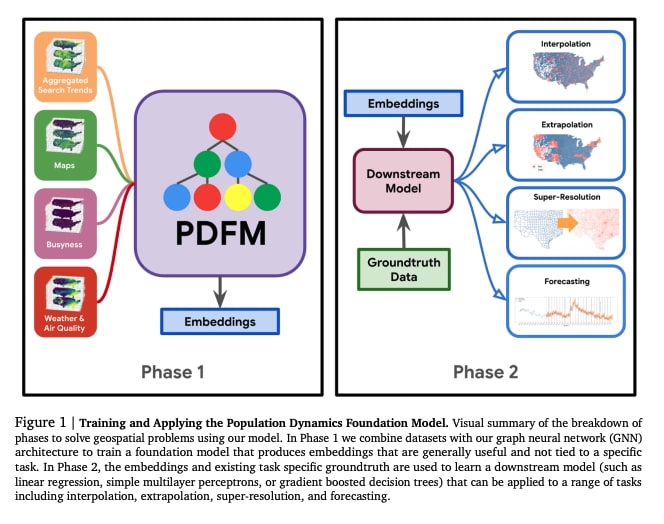 Aggregated
Search Trends
Maps
Busyness
Weather &
Air Quality
PDFM
Embeddings
Phase 1
Embeddings
Downstream
Model
Groundtruth
Data
Interpolation
Extrapolation
Super-Resolution
Forecasting
Phase 2
Figure 1 | Training and Applying the Population Dynamics Foundation Model. Visual summary of the breakdown of
phases to solve geospatial problems using our model. In Phase 1 we combine datasets with our graph neural network (GNN)
architecture to train a foundation model that produces embeddings that are generally useful and not tied to a specific
task. In Phase 2, the embeddings and existing task specific groundtruth are used to learn a downstream model (such as
linear regression, simple multilayer perceptrons, or gradient boosted decision trees) that can be applied to a range of tasks
including interpolation, extrapolation, super-resolution, and forecasting.